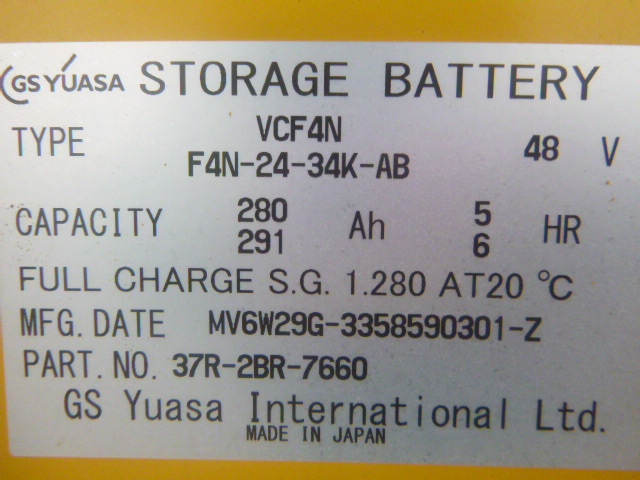 GS YUASA STORAGE BATTERY
TYPE VCF4N 48 V
F4N-24-34K-AB
CAPACITY 280 Ah 5 HR
291 6
FULL CHARGE S.G. 1.280 AT20 ℃
MFG. DATE MV6W29G-3358590301-Z
PART. NO. 37R-2BR-7660
GS Yuasa International Ltd.
MADE IN JAPAN